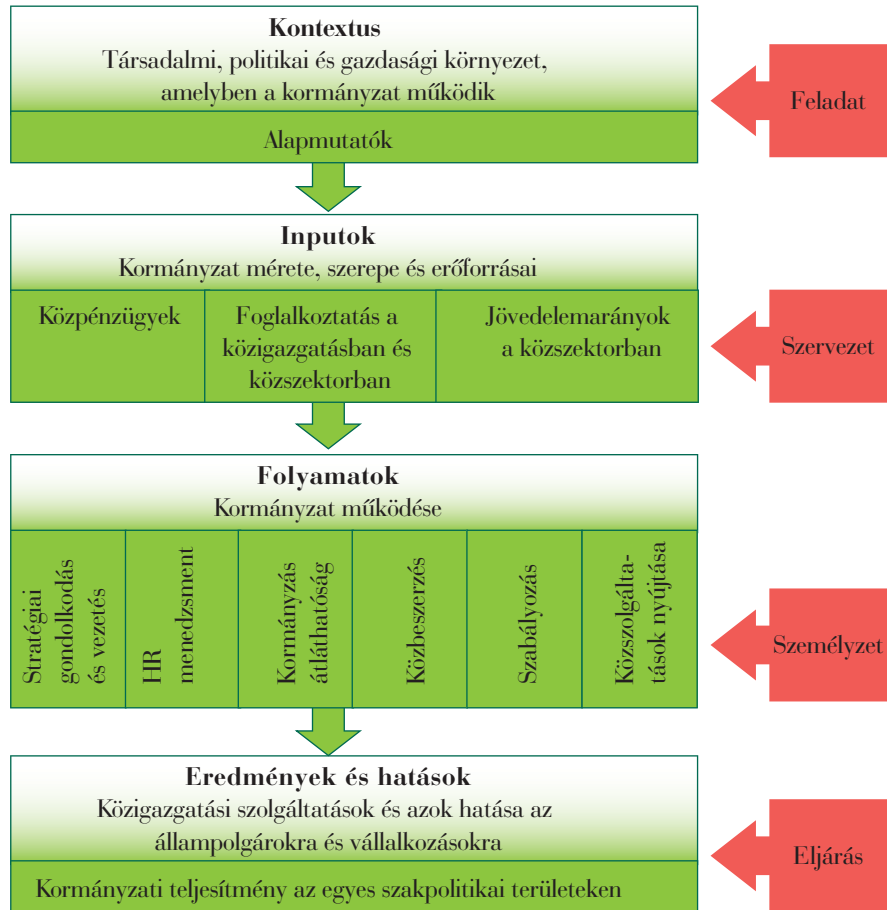 Kontextus
Társadalmi, politikai és gazdasági környezet,
amelyben a kormányzat működik
Alapmutatók
Feladat
Inputok
Kormányzat mérete, szerepe és erőforrásai
Közpénzügyek
Foglalkoztatás a
közigazgatásban és
közszektorban
Jövedelemarányok
a közszektorban
Szervezet
Folyamatok
Kormányzat működése
Stratégiai
gondolkodás
és vezetés
HR
menedzsment
Kormányzás
átláthatóság
Közbeszerzés
Szabályozás
Közszolgálta-
tások nyújtása
Személyzet
Eredmények és hatások
Közigazgatási szolgáltatások és azok hatása az
állampolgárokra és vállalkozásokra
Kormányzati teljesítmény az egyes szakpolitikai területeken
Eljárás